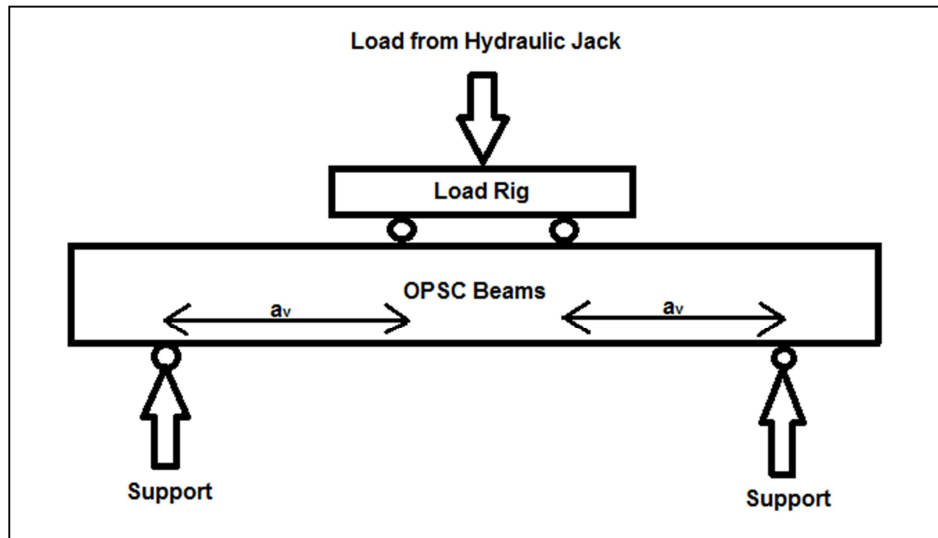 Load from Hydraulic Jack
Load Rig
OPSC Beams
av
av
Support
Support